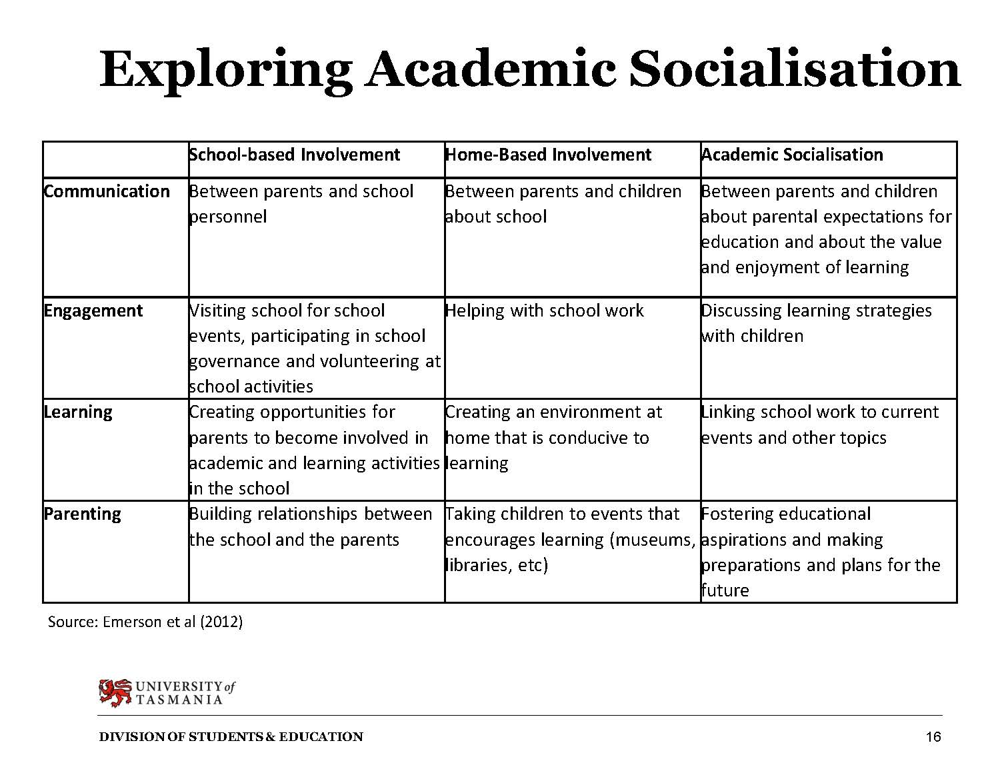 Exploring Academic Socialisation
School-based Involvement
Home-Based Involvement
Academic Socialisation
Communication
Between parents and school
personnel
Between parents and children
about school
Between parents and children
about parental expectations for
education and about the value
and enjoyment of learning
Engagement
Visiting school for school
events, participating in school
governance and volunteering at
school activities
Helping with school work
Discussing learning strategies
with children
Learning
Creating opportunities for
parents to become involved in
academic and learning activities
in the school
Creating an environment at
home that is conducive to
learning
Linking school work to current
events and other topics
Parenting
Building relationships between
the school and the parents
Taking children to events that
encourages learning (museums,
libraries, etc)
Fostering educational
aspirations and making
preparations and plans for the
future
Source: Emerson et al (2012)
UNIVERSITY of
TASMANIA
DIVISION OF STUDENTS & EDUCATION
16